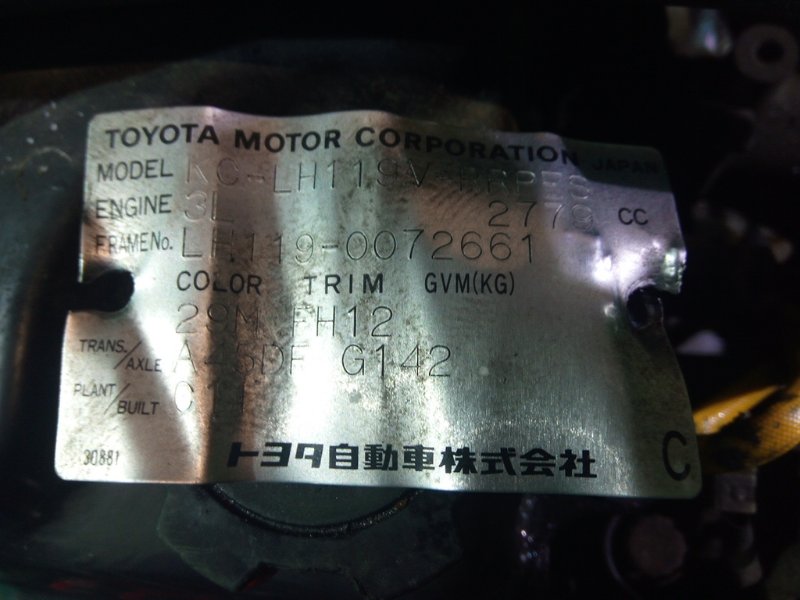 TOYOTA MOTOR CORPORATION JAPAN
MODEL KC-LH119V-RRPES
ENGINE 3L 2779 CC
FRAME No. LH119-0072661
COLOR TRIM GVM(KG)
29M FH12
TRANS./AXLE A45DF G142
PLANT/BUILT
30881 トヨタ自動車株式会社 C